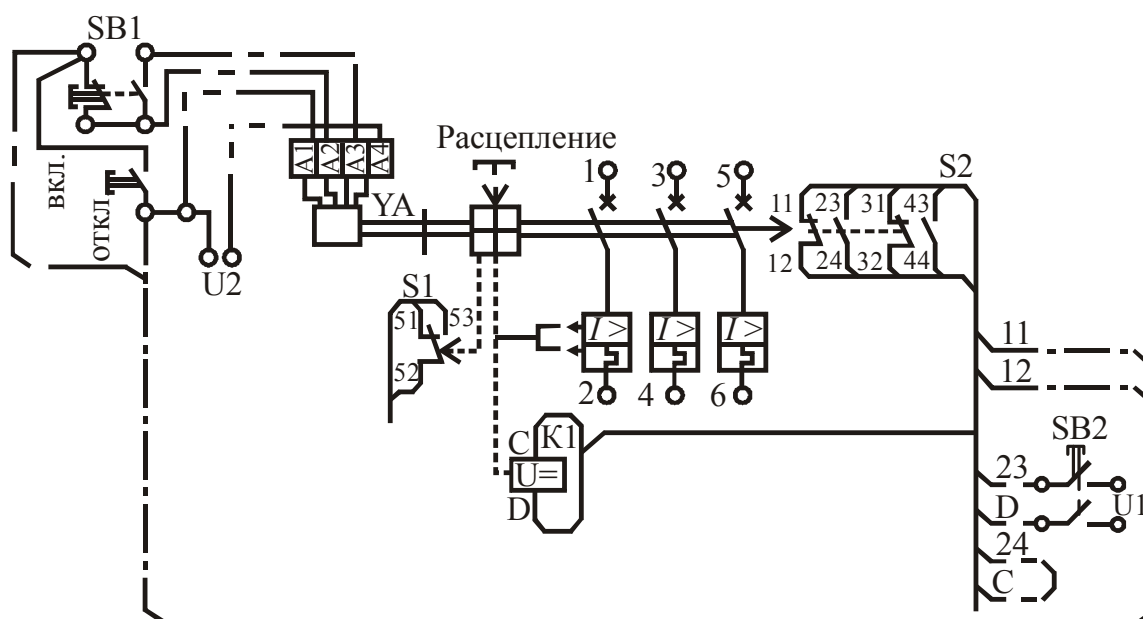 SB1
ВКЛ.
ОТКЛ
U2
A1 A2 A3 A4
YA
Расцепление
1 3 5
S2
11 23 31 43
12 24 32 44
S1
51 53
52
I > I > I >
2 4 6
C K1
U=
D
11
12
SB2
23
D U1
24
C